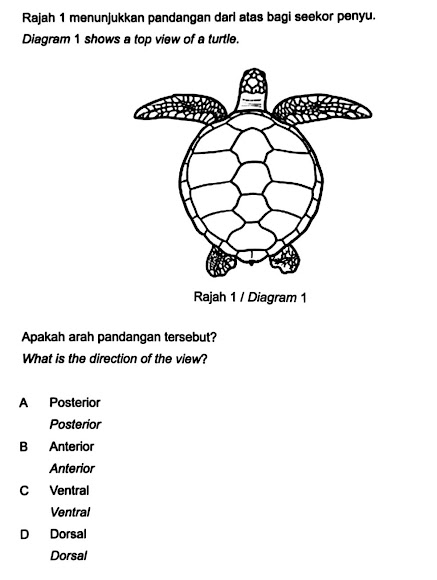 Rajah 1 menunjukkan pandangan dari atas bagi seekor penyu.
Diagram 1 shows a top view of a turtle.
Rajah 1 / Diagram 1
Apakah arah pandangan tersebut?
What is the direction of the view?
A Posterior
Posterior
B Anterior
Anterior
C Ventral
Ventral
D Dorsal
Dorsal